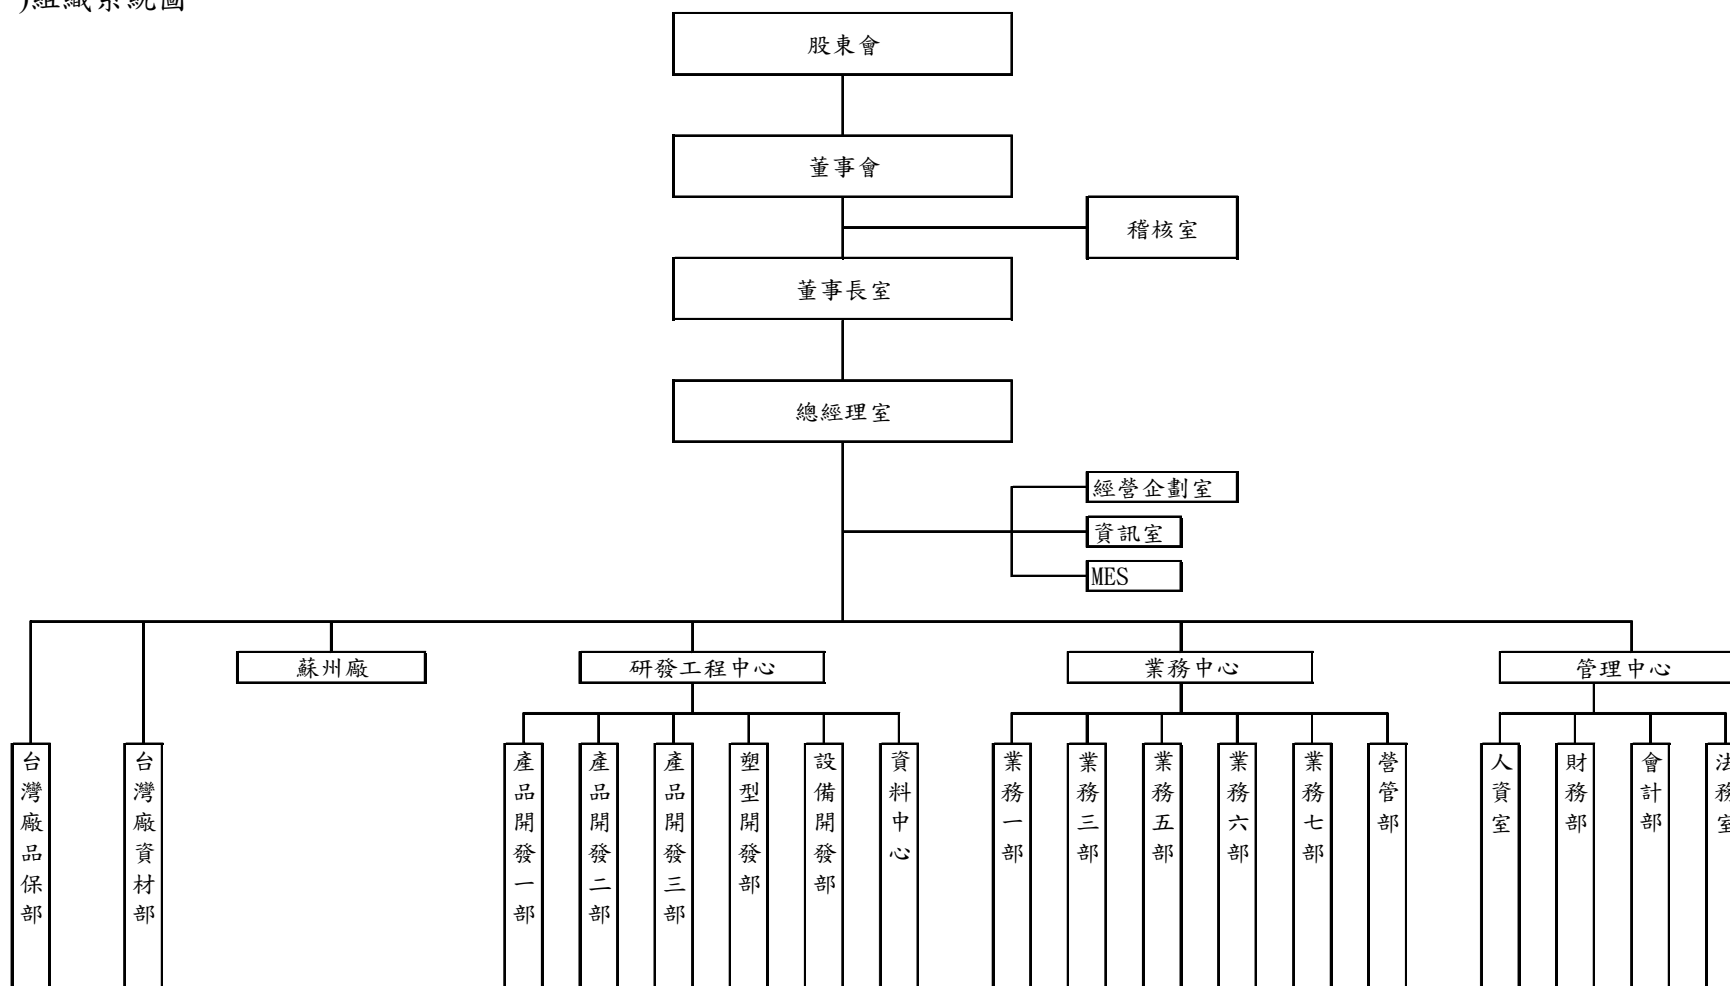 )組織系統圖
股東會
董事會
稽核室
董事長室
總經理室
經營企劃室
資訊室
MES
蘇州廠
研發工程中心
業務中心
管理中心
台灣廠品保部
台灣廠資材部
產品開發一部
產品開發二部
產品開發三部
塑型開發部
設備開發部
資料中心
業務一部
業務三部
業務五部
業務六部
業務七部
營管部
人資室
財務部
會計部
法務室